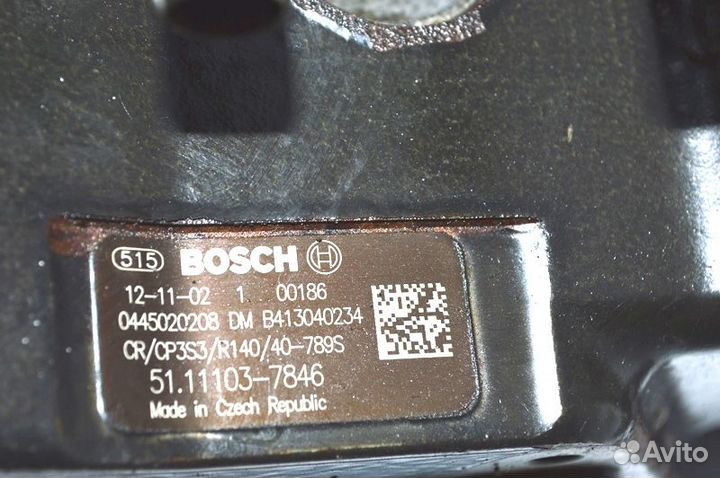 515 BOSCH
12-11-02 1 00186
0445020208 DM B413040234
CR/CP3S3/R140/40-789S
51.11103-7846
Made in Czech Republic
Avito